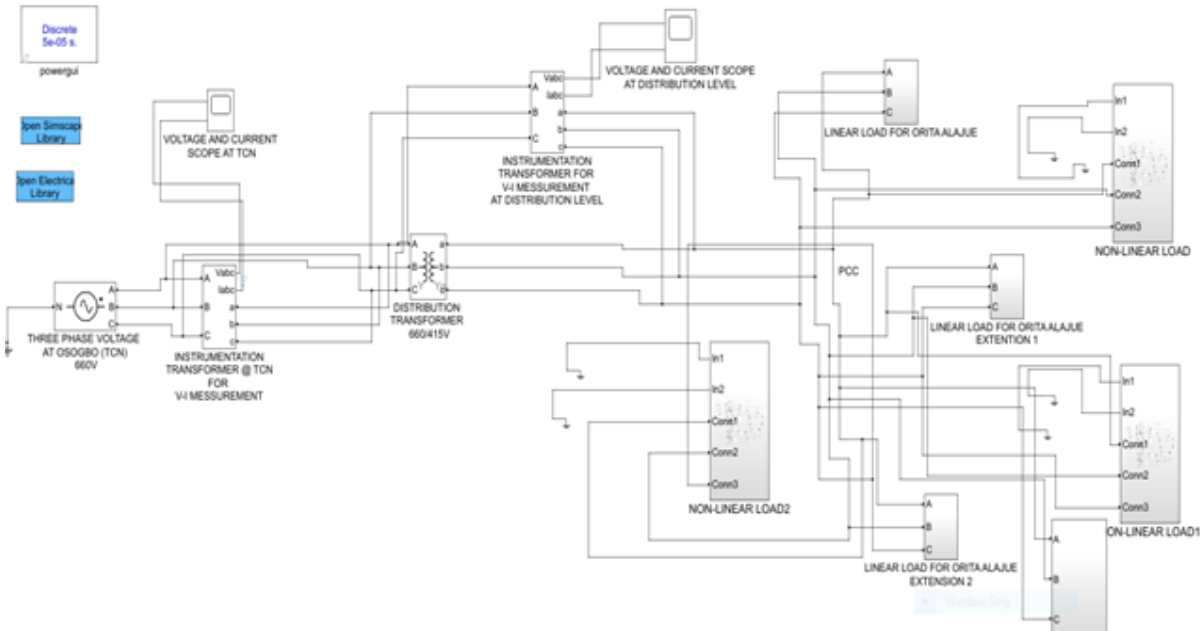 Discrete
5e-05 s.
powergui
Open Simscap
Library
Open Electrica
Library
VOLTAGE AND CURRENT
SCOPE AT TCN
N
A
B
C
THREE PHASE VOLTAGE
AT OSOGBO (TCN)
660V
A
B
C
Vabc
Iabc
a
b
c
INSTRUMENTATION
TRANSFORMER @ TCN
FOR
V-I MESSUREMENT
A
B
C
a
b
c
DISTRIBUTION
TRANSFORMER
660/415V
VOLTAGE AND CURRENT SCOPE
AT DISTRIBUTION LEVEL
A
B
C
Vabc
Iabc
a
b
c
INSTRUMENTATION
TRANSFORMER FOR
V-I MESSUREMENT
AT DISTRIBUTION LEVEL
A
B
C
LINEAR LOAD FOR ORITA ALAJUE
In1
In2
Conn1
Conn2
Conn3
NON-LINEAR LOAD
PCC
A
B
C
LINEAR LOAD FOR ORITA ALAJUE
EXTENTION 1
In1
In2
Conn1
Conn2
Conn3
NON-LINEAR LOAD2
In1
In2
Conn1
Conn2
Conn3
ON-LINEAR LOAD1
A
B
C
LINEAR LOAD FOR ORITA ALAJUE
EXTENSION 2
A
B
C
Window Snip